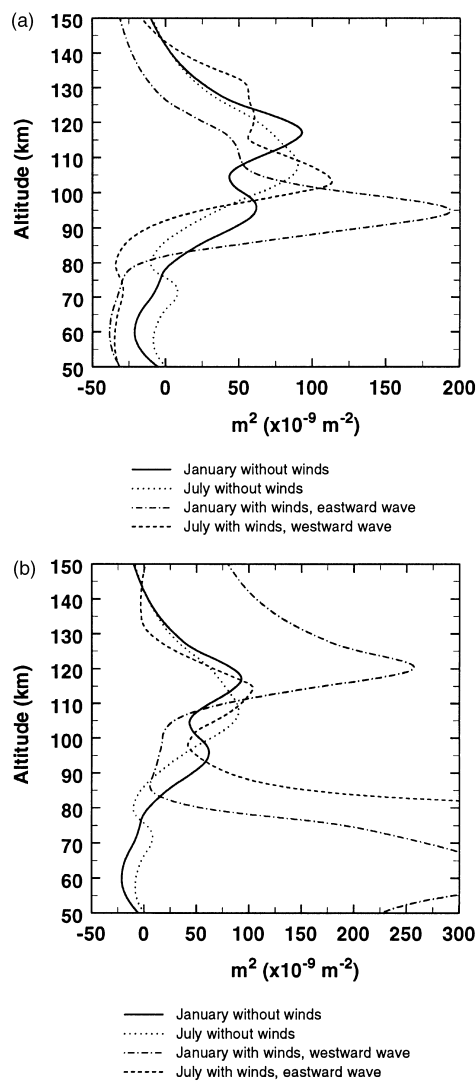 (a)
150
140
130
120
110
100
90
80
70
60
50
Altitude (km)
-50 0 50 100 150 200
m² (x10⁻⁹ m⁻²)
January without winds
July without winds
January with winds, eastward wave
July with winds, westward wave
(b)
150
140
130
120
110
100
90
80
70
60
50
Altitude (km)
-50 0 50 100 150 200 250 300
m² (x10⁻⁹ m⁻²)
January without winds
July without winds
January with winds, westward wave
July with winds, eastward wave